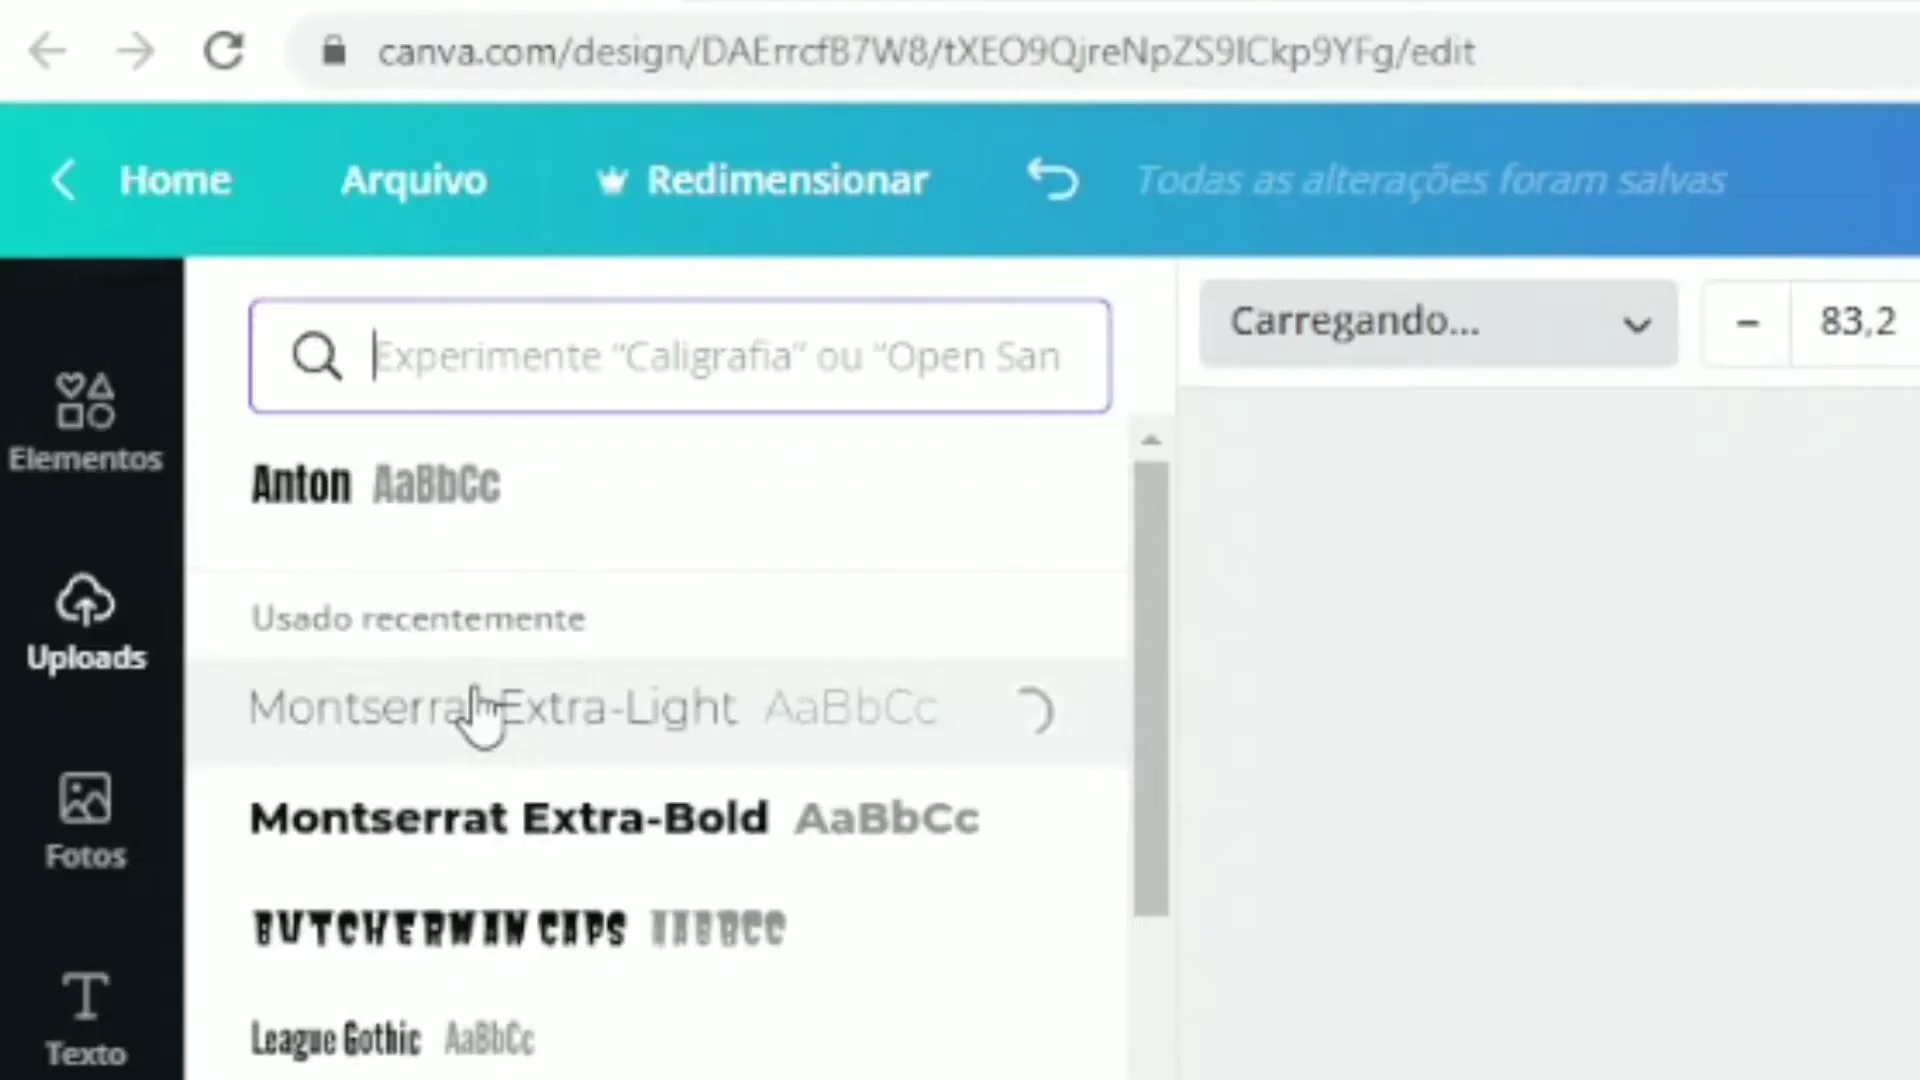 canva.com/design/DAErrcfB7W8/tXEO9QjreNpZS9ICkp9YFg/edit
Home Arquivo Redimensionar Todas as alterações foram salvas
Experimente “Caligrafia” ou “Open San
Carregando... – 83,2
Elementos
Anton AaBbCc
Usado recentemente
Uploads
Montserrat Extra-Light AaBbCc
Montserrat Extra-Bold AaBbCc
Fotos
BUTCHERMAN CAPS AABBCC
League Gothic AaBbCc
Texto